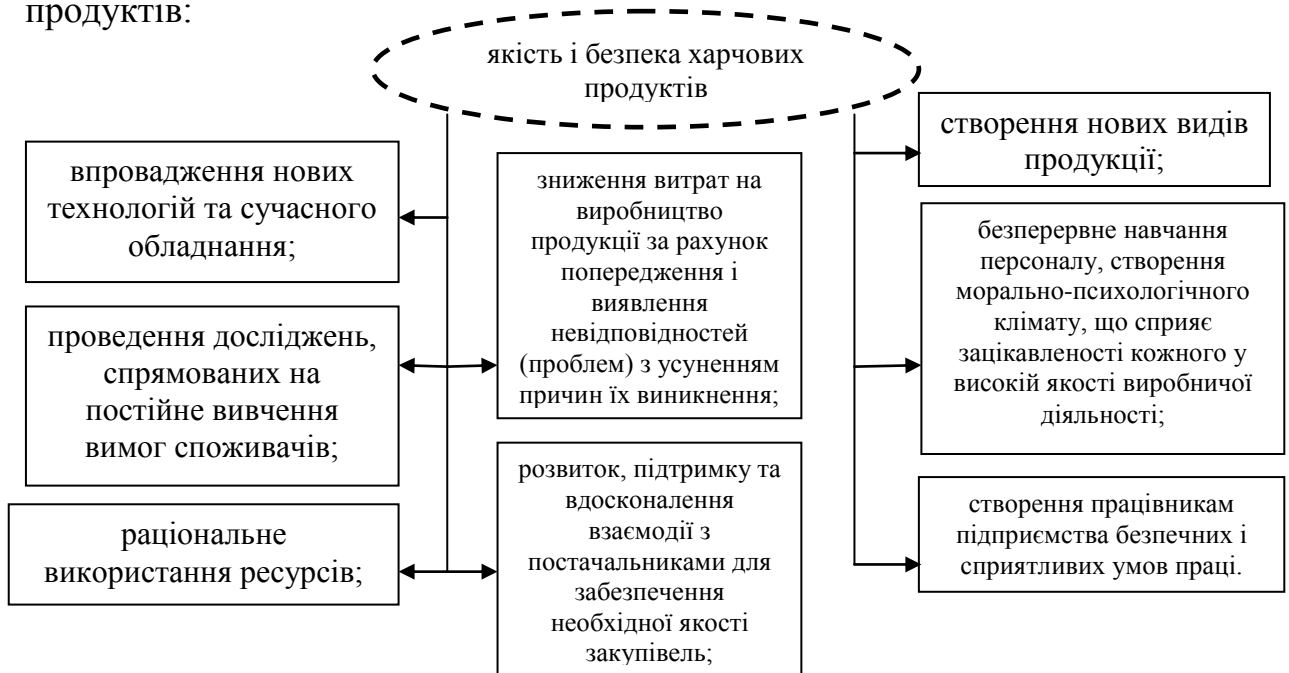 продуктів:
якість і безпека харчових
продуктів
впровадження нових
технологій та сучасного
обладнання;
проведення досліджень,
спрямованих на
постійне вивчення
вимог споживачів;
раціональне
використання ресурсів;
зниження витрат на
виробництво
продукції за рахунок
попередження і
виявлення
невідповідностей
(проблем) з усуненням
причин їх виникнення;
розвиток, підтримку та
вдосконалення
взаємодії з
постачальниками для
забезпечення
необхідної якості
закупівель;
створення нових видів
продукції;
безперервне навчання
персоналу, створення
морально-психологічного
клімату, що сприяє
зацікавленості кожного у
високій якості виробничої
діяльності;
створення працівникам
підприємства безпечних і
сприятливих умов праці.